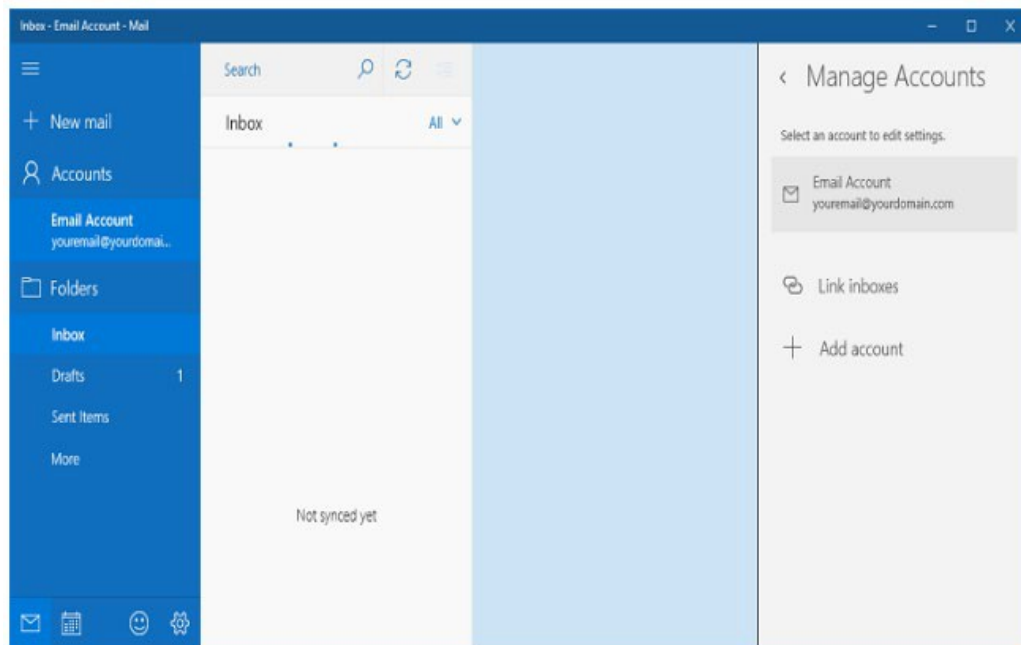 Inbox - Email Account - Mail
New mail
Accounts
Email Account
youremail@yourdomai...
Folders
Inbox
Drafts 1
Sent Items
More
Search
Inbox All
Not synced yet
Manage Accounts
Select an account to edit settings.
Email Account
youremail@yourdomain.com
Link inboxes
Add account